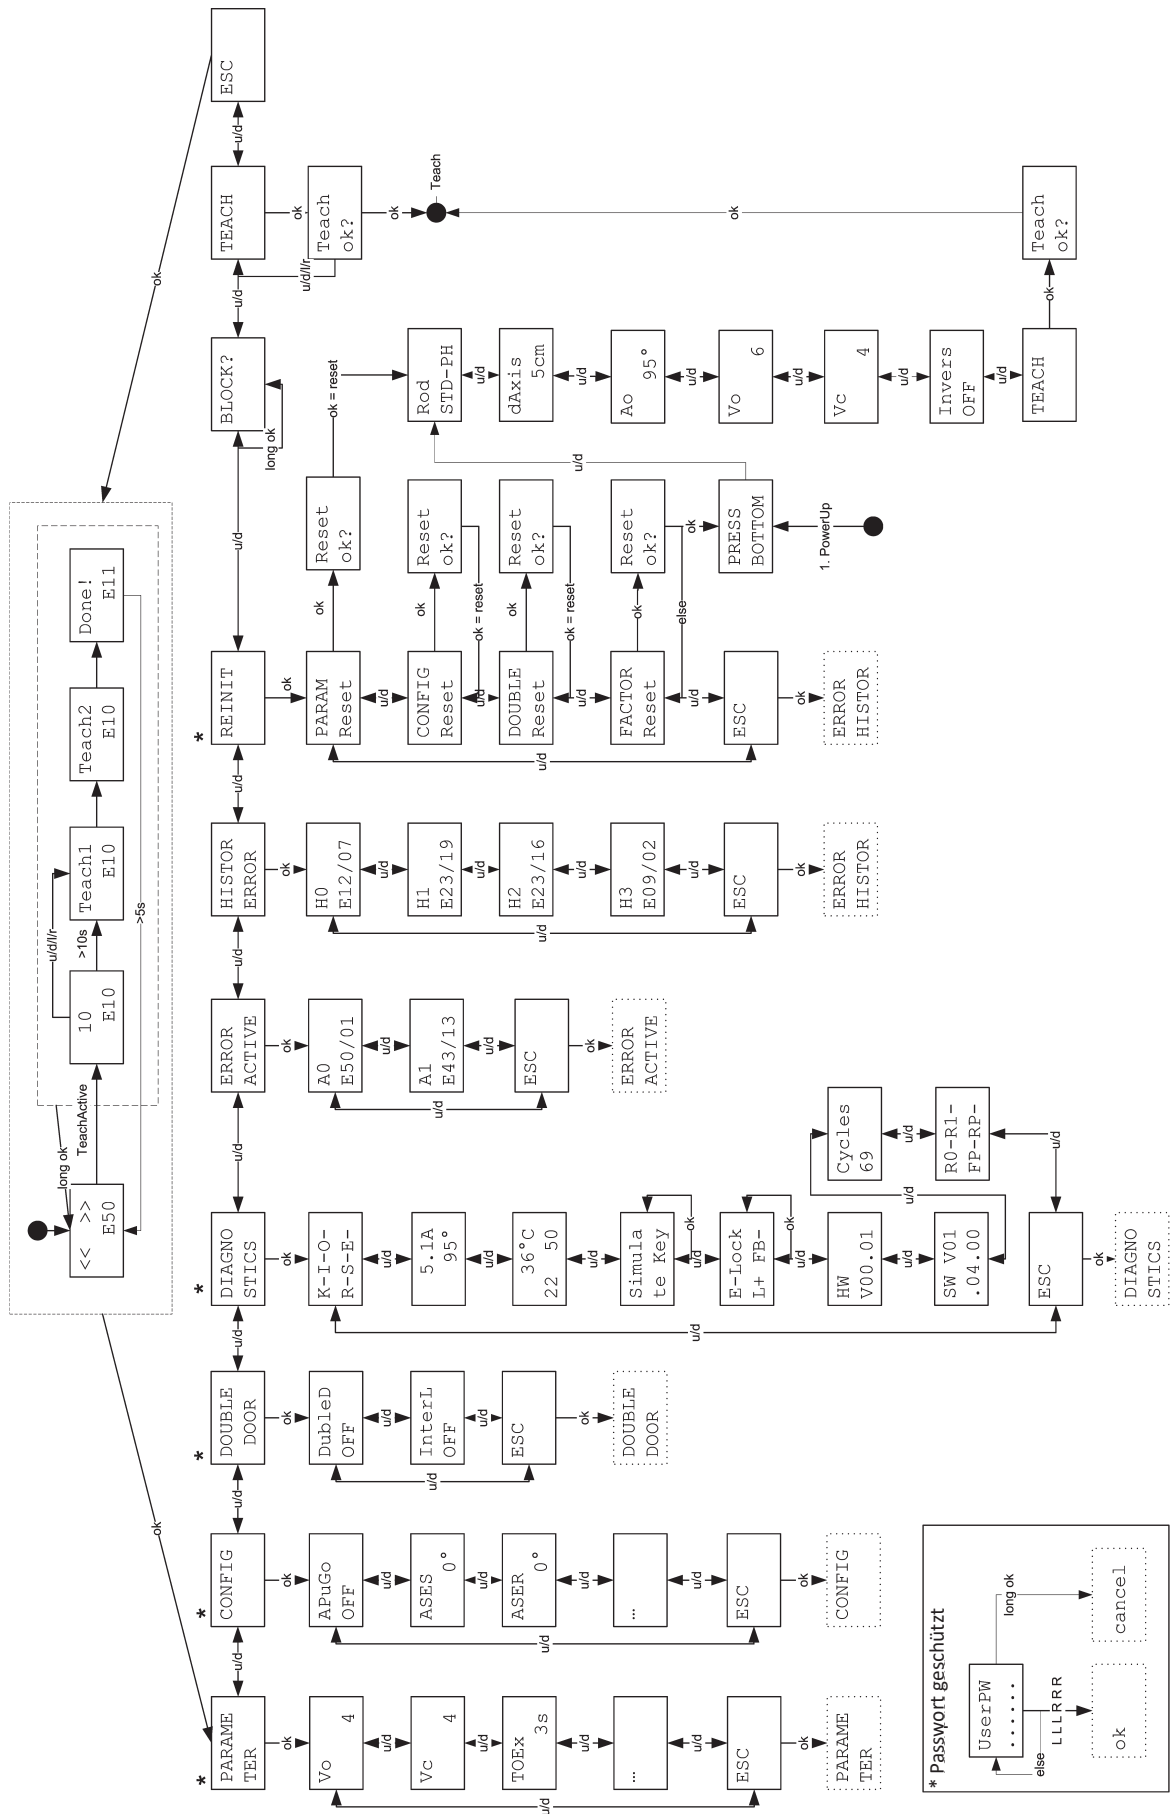 << >>
E50
long ok
TeachActive
10
E10
u/d/l/r
>10s
Teach1
E10
Teach2
E10
Done!
E11
>5s
ok
ok
*
PARAME
TER
u/d
*
CONFIG
u/d
*
DOUBLE
DOOR
u/d
*
DIAGNO
STICS
u/d
ERROR
ACTIVE
u/d
HISTOR
ERROR
u/d
*
REINIT
u/d
BLOCK?
long ok
u/d
TEACH
u/d
ESC
ok
Vo
4
u/d
Vc
4
u/d
TOEx
3s
u/d
...
u/d
ESC
u/d
ok
PARAME
TER
ok
APuGo
OFF
u/d
ASES
0°
u/d
ASER
0°
u/d
...
u/d
ESC
u/d
ok
CONFIG
ok
DubleD
OFF
u/d
InterL
OFF
u/d
ESC
u/d
ok
DOUBLE
DOOR
ok
K-I-O-
R-S-E-
u/d
5.1A
95°
u/d
36°C
22 50
u/d
Simula
te Key
ok
u/d
E-Lock
L+ FB-
ok
u/d
HW
V00.01
u/d
SW V01
.04.00
u/d
Cycles
69
u/d
R0-R1-
FP-RP-
u/d
ESC
u/d
ok
DIAGNO
STICS
ok
A0
E50/01
u/d
A1
E43/13
u/d
ESC
u/d
ok
ERROR
ACTIVE
ok
H0
E12/07
u/d
H1
E23/19
u/d
H2
E23/16
u/d
H3
E09/02
u/d
ESC
u/d
ok
ERROR
HISTOR
ok
PARAM
Reset
ok
Reset
ok?
ok = reset
u/d
CONFIG
Reset
ok
Reset
ok?
ok = reset
u/d
DOUBLE
Reset
ok
Reset
ok?
ok = reset
u/d
FACTOR
Reset
ok
Reset
ok?
else
ok
u/d
ESC
u/d
ok
ERROR
HISTOR
PRESS
BOTTOM
1. PowerUp
u/d
Rod
STD-PH
u/d
dAxis
5cm
u/d
Ao
95°
u/d
Vo
6
u/d
Vc
4
u/d
Invers
OFF
u/d
TEACH
ok
Teach
ok?
ok
ok
Teach
ok?
u/d/l/r
ok
Teach
* Passwort geschützt
UserPW
......
else
LLLRRR
long ok
ok
cancel